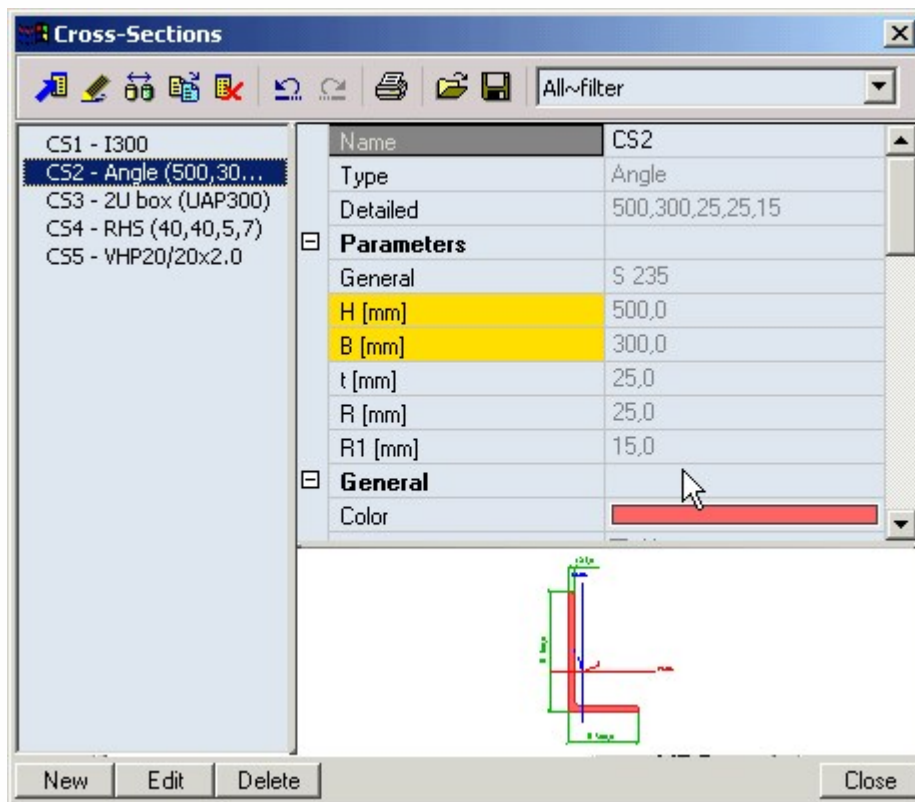 Cross-Sections
All~filter
CS1 - I300
CS2 - Angle (500,30...
CS3 - 2U box (UAP300)
CS4 - RHS (40,40,5,7)
CS5 - VHP20/20x2.0
Name CS2
Type Angle
Detailed 500,300,25,25,15
Parameters
General S 235
H [mm] 500,0
B [mm] 300,0
t [mm] 25,0
R [mm] 25,0
R1 [mm] 15,0
General
Color
New Edit Delete Close